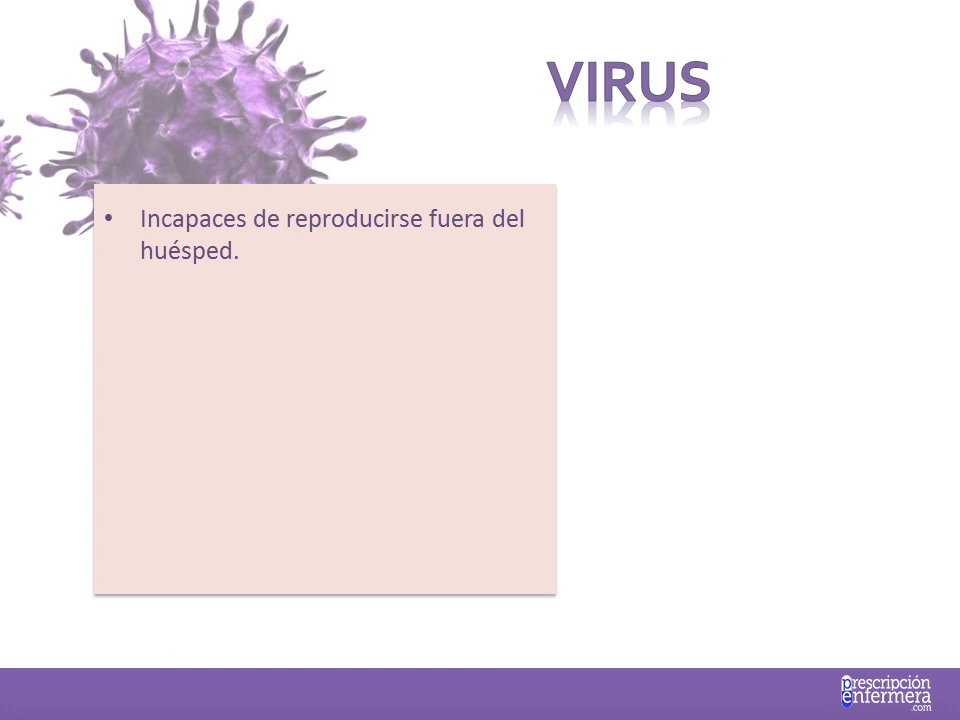 VIRUS
• Incapaces de reproducirse fuera del
huésped.
prescripción
enfermera
.com